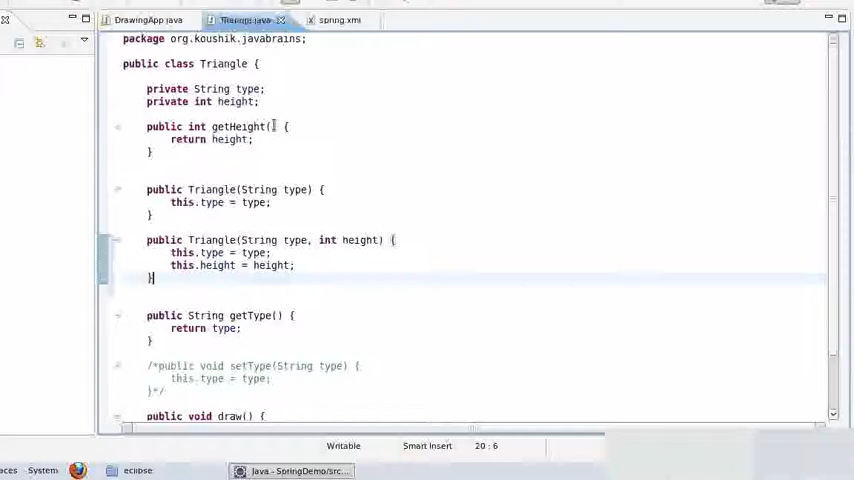 DrawingApp.java
*Triangle.java
spring.xml
package org.koushik.javabrains;
public class Triangle {
private String type;
private int height;
public int getHeight() {
return height;
}
public Triangle(String type) {
this.type = type;
}
public Triangle(String type, int height) {
this.type = type;
this.height = height;
}
public String getType() {
return type;
}
/*public void setType(String type) {
this.type = type;
}*/
public void draw() {
Writable
Smart Insert
20 : 6
System
eclipse
Java - SpringDemo/src...